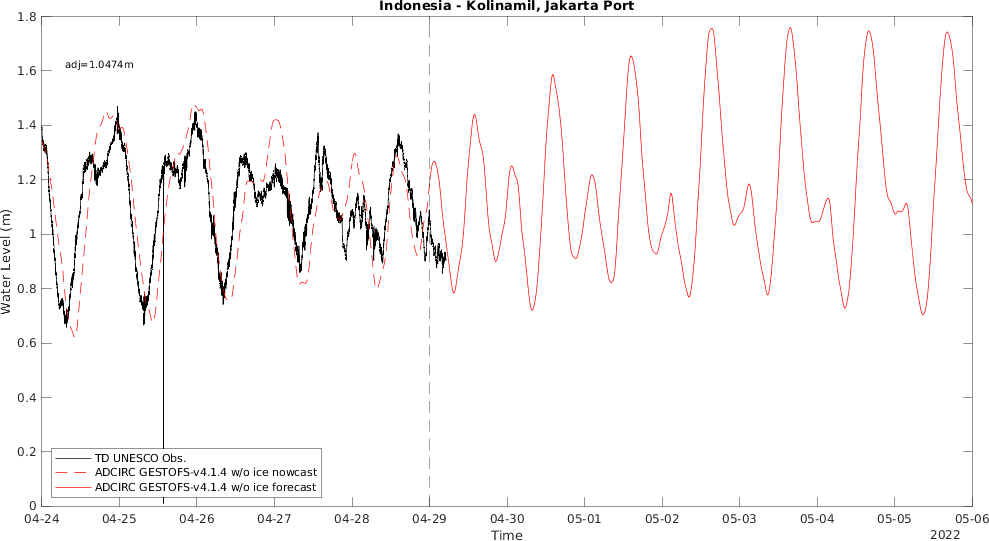 Indonesia - Kolinamil, Jakarta Port
1.8
1.6
1.4
1.2
1
0.8
0.6
0.4
0.2
0
Water Level (m)
adj=1.0474m
TD UNESCO Obs.
ADCIRC GESTOFS-v4.1.4 w/o ice nowcast
ADCIRC GESTOFS-v4.1.4 w/o ice forecast
04-24 04-25 04-26 04-27 04-28 04-29 04-30 05-01 05-02 05-03 05-04 05-05 05-06
Time
2022